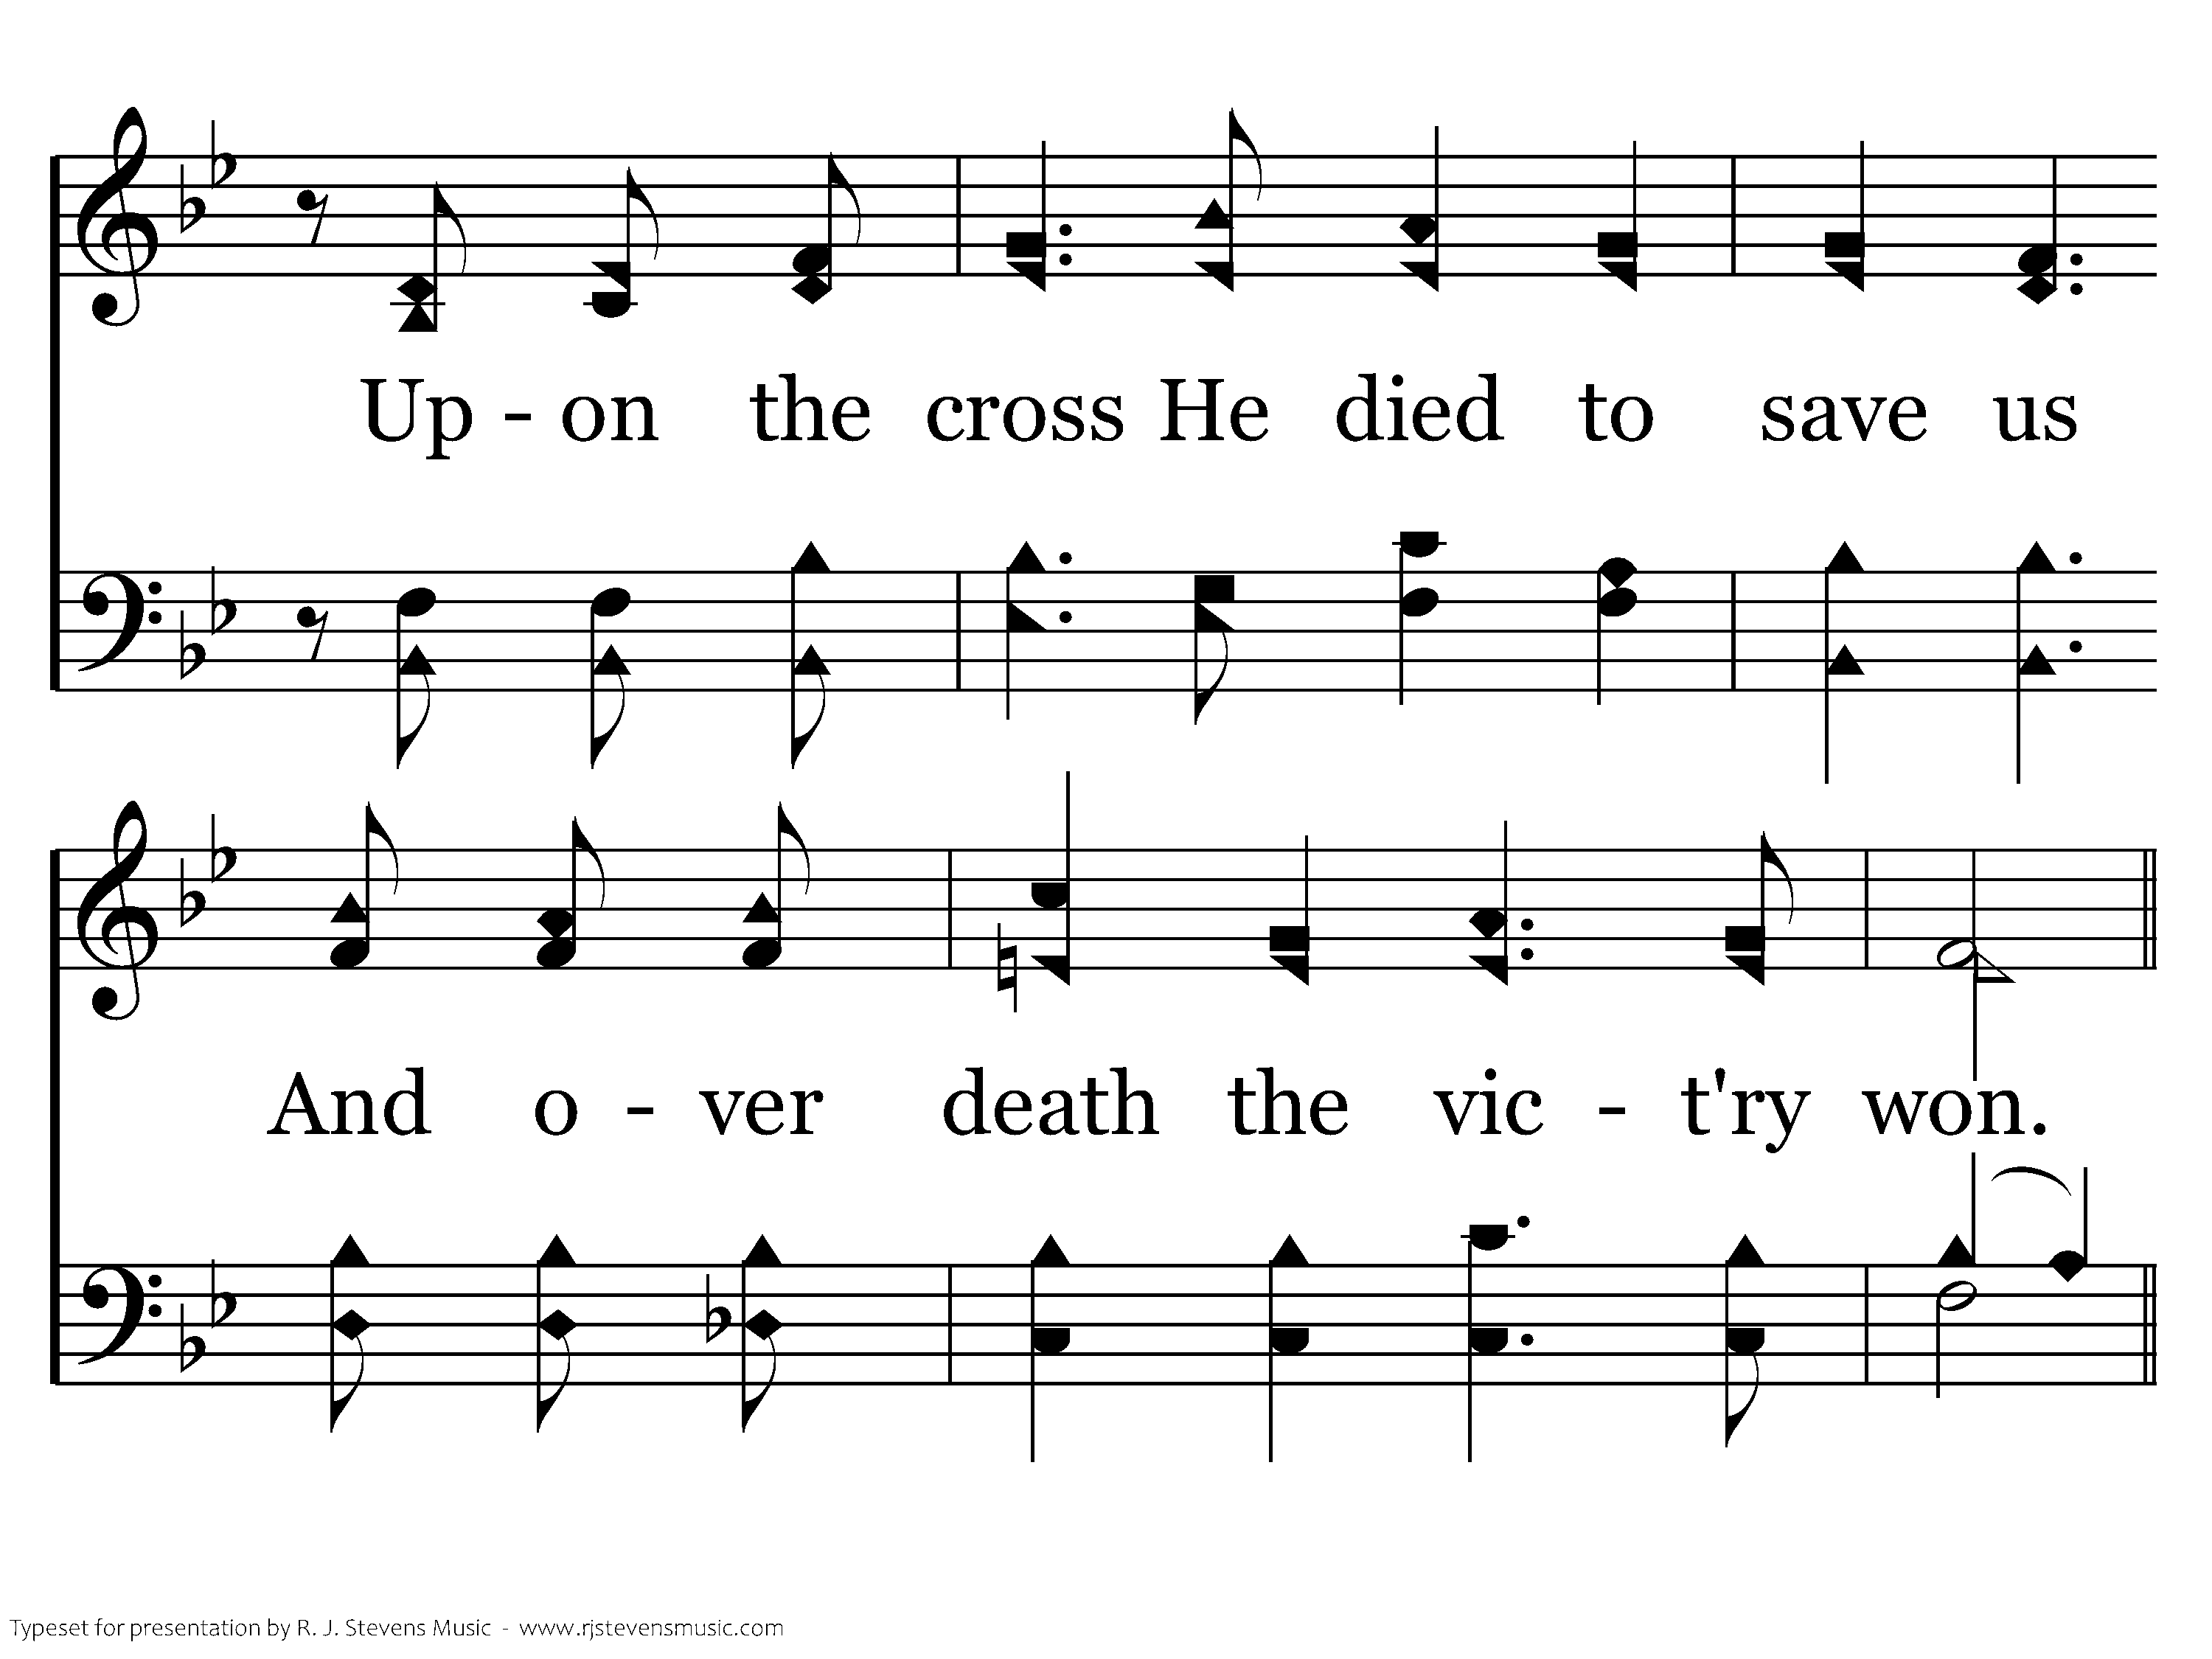 Up - on the cross He died to save us
And o - ver death the vic - t'ry won.
Typeset for presentation by R. J. Stevens Music - www.rjstevensmusic.com